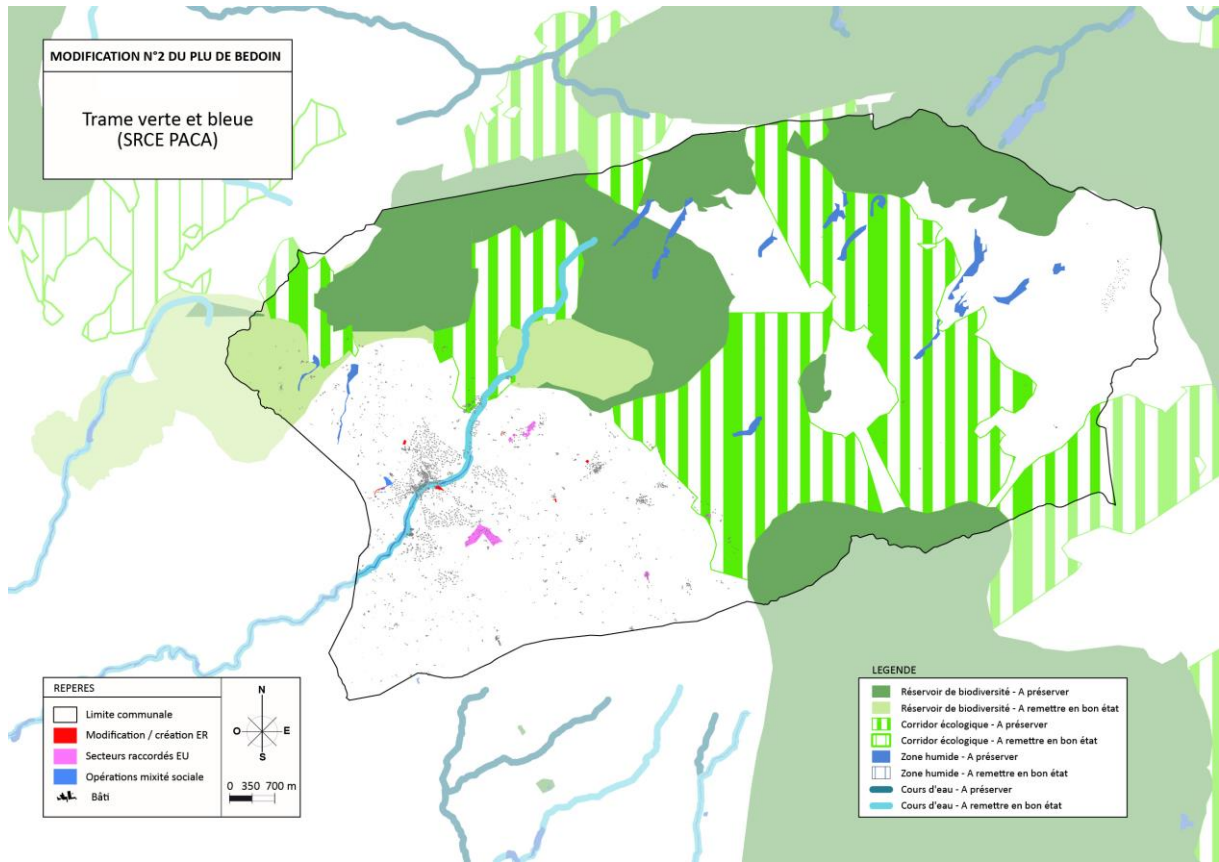 MODIFICATION N°2 DU PLU DE BEDOIN
Trame verte et bleue
(SRCE PACA)
REPERES
Limite communale
Modification / création ER
Secteurs raccordés EU
Opérations mixité sociale
Bâti
N
O
E
S
0 350 700 m
LEGENDE
Réservoir de biodiversité - A préserver
Réservoir de biodiversité - A remettre en bon état
Corridor écologique - A préserver
Corridor écologique - A remettre en bon état
Zone humide - A préserver
Zone humide - A remettre en bon état
Cours d'eau - A préserver
Cours d'eau - A remettre en bon état